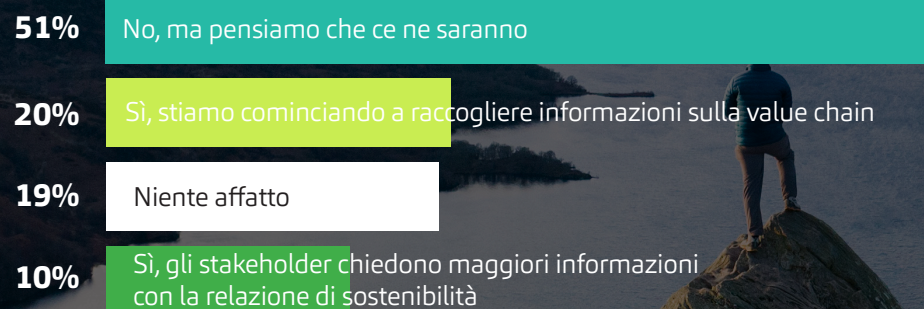 51% No, ma pensiamo che ce ne saranno
20% Sì, stiamo cominciando a raccogliere informazioni sulla value chain
19% Niente affatto
10% Sì, gli stakeholder chiedono maggiori informazioni
con la relazione di sostenibilità